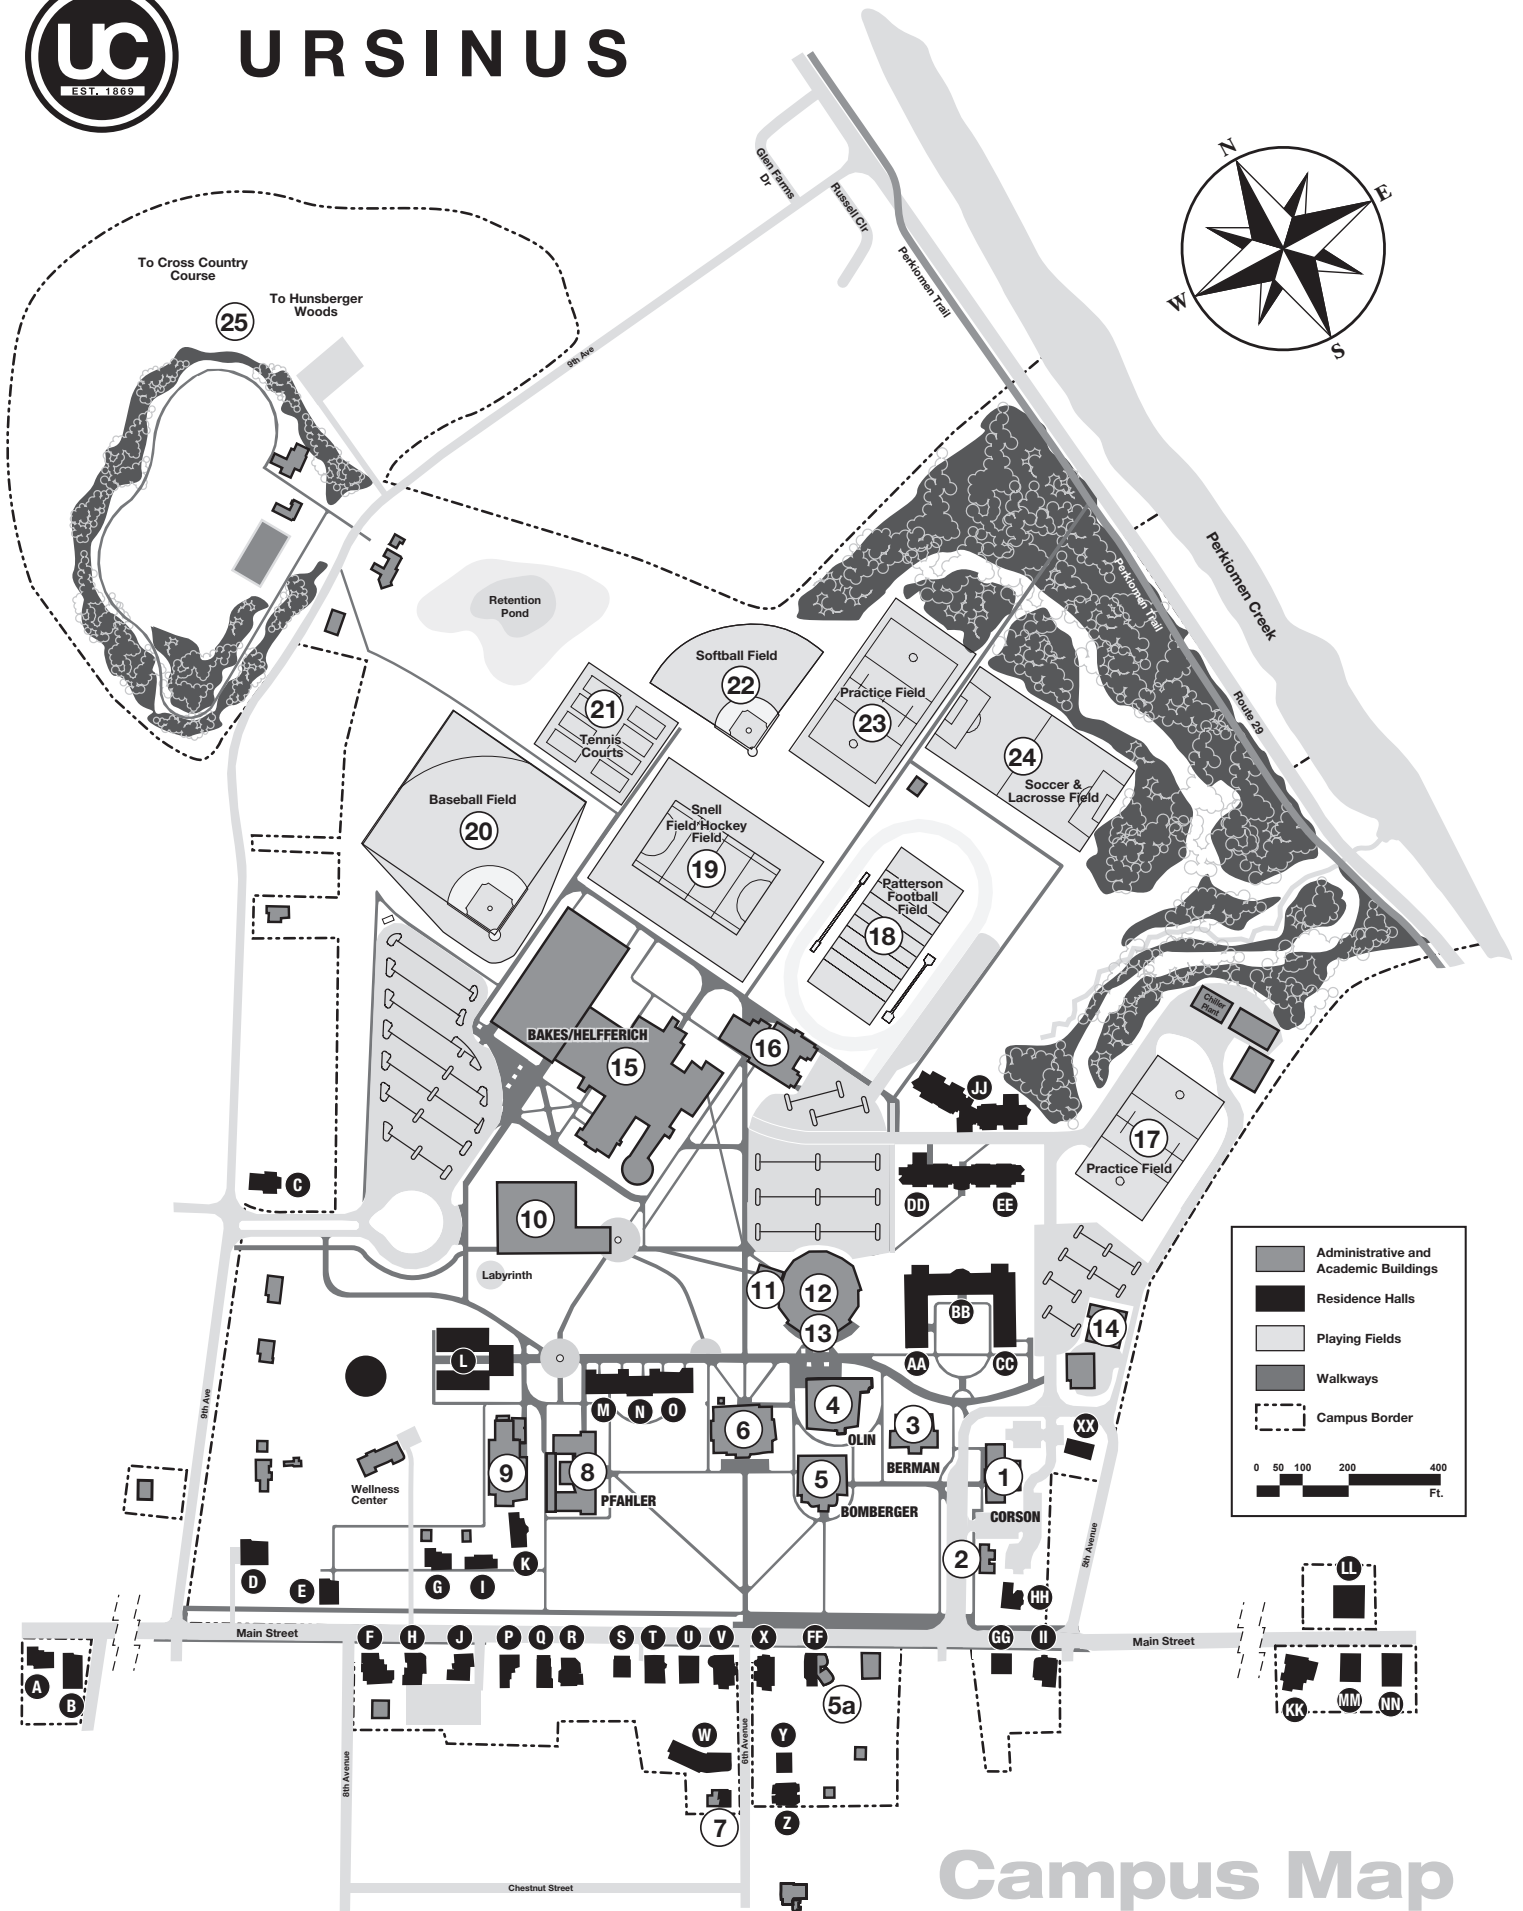 UC
EST. 1869
URSINUS
N
E
W
S
Glen Farms
Dr
Russell Clr
Perkiomen Trail
9th Ave
To Cross Country
Course
To Hunsberger
Woods
25
Perkiomen Creek
Perkiomen Trail
Route 29
Retention
Pond
Softball Field
22
21
Tennis
Courts
Practice Field
23
24
Soccer &
Lacrosse Field
Baseball Field
20
Snell
Field Hockey
Field
19
Patterson
Football
Field
18
Chiller
Plant
BAKES/HELFFERICH
15
16
JJ
17
Practice Field
C
DD
EE
10
Labyrinth
11
12
13
BB
14
AA
CC
L
M
N
O
4
OLIN
3
BERMAN
6
XX
9
8
PFAHLER
5
BOMBERGER
1
CORSON
Wellness
Center
9th Ave
5th Avenue
2
K
D
E
G
I
HH
LL
Main Street
F
H
J
P
Q
R
S
T
U
V
X
FF
GG
II
Main Street
A
B
5a
KK
MM
NN
W
Y
6th Avenue
8th Avenue
7
Z
Chestnut Street
Administrative and
Academic Buildings
Residence Halls
Playing Fields
Walkways
Campus Border
0 50 100 200 400
Ft.
Campus Map